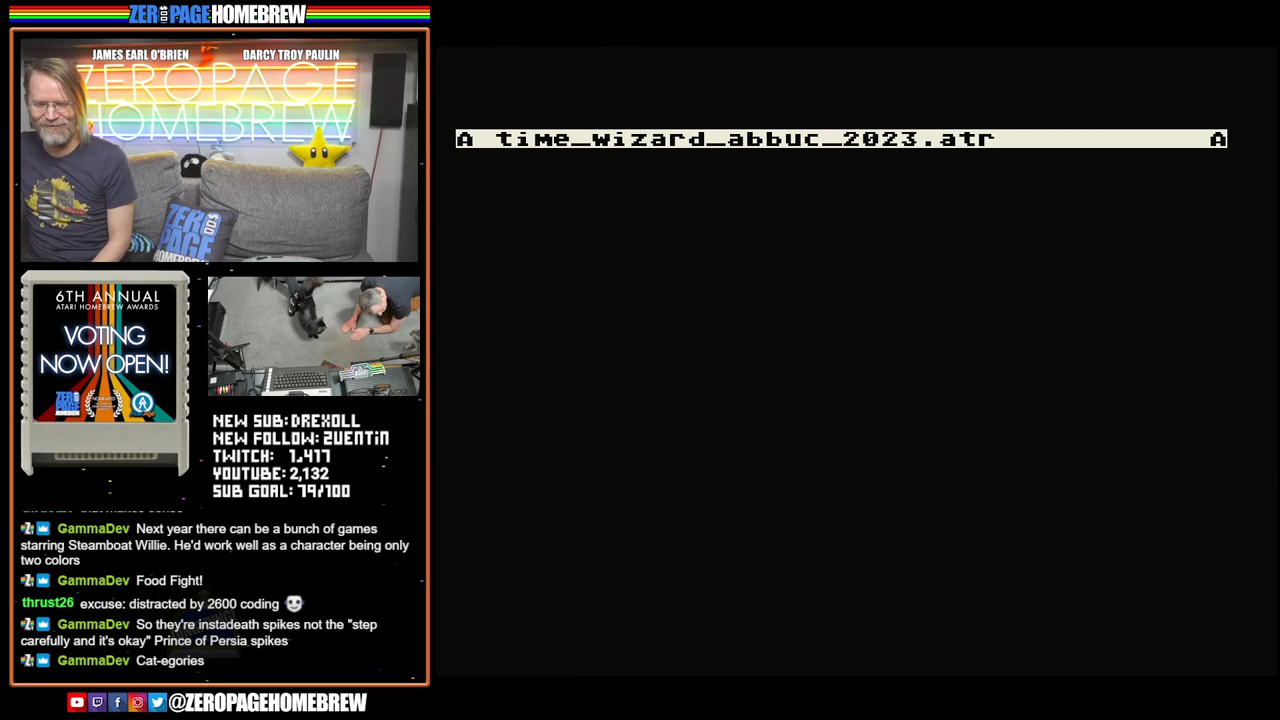 ZEROPAGE HOMEBREW
JAMES EARL O'BRIEN
DARCY TROY PAULIN
ZEROPAGE
HOMEBREW
ZERO
PAGE
HOMEBREW
A time_wizard_abbuc_2023.atr A
6TH ANNUAL
ATARI HOMEBREW AWARDS
VOTING
NOW OPEN!
NEW SUB: DREXOLL
NEW FOLLOW: ZUENTIN
TWITCH: 1,417
YOUTUBE: 2,132
SUB GOAL: 79/100
GammaDev Next year there can be a bunch of games
starring Steamboat Willie. He'd work well as a character being only
two colors
GammaDev Food Fight!
thrust26 excuse: distracted by 2600 coding
GammaDev So they're instadeath spikes not the "step
carefully and it's okay" Prince of Persia spikes
GammaDev Cat-egories
@ZEROPAGEHOMEBREW